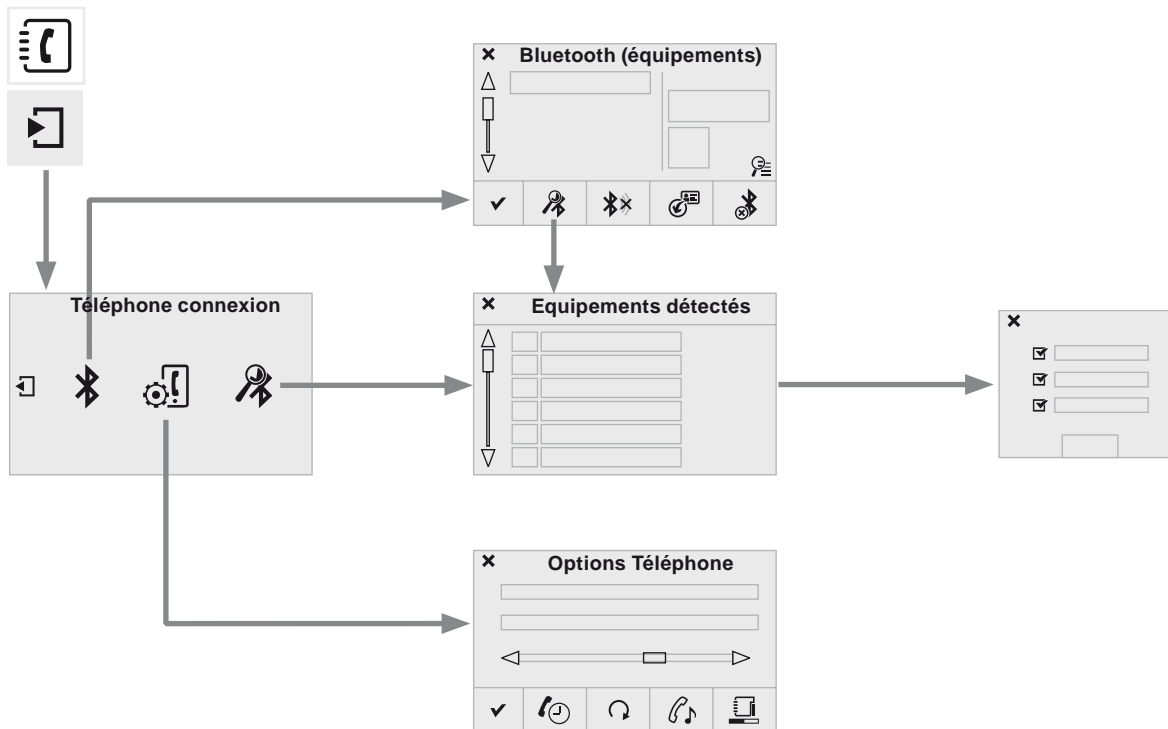 Bluetooth (équipements)
Téléphone connexion
Equipements détectés
Options Téléphone